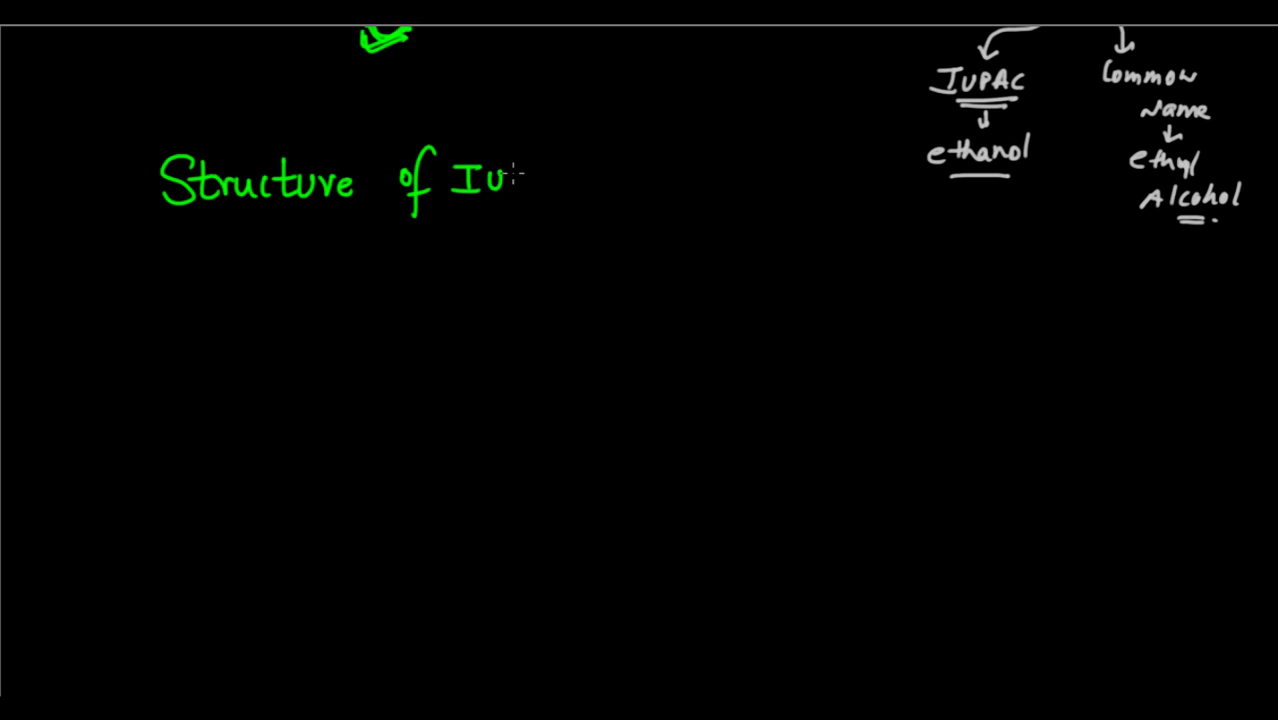 Structure of IU
IUPAC
ethanol
Common
Name
ethyl
Alcohol